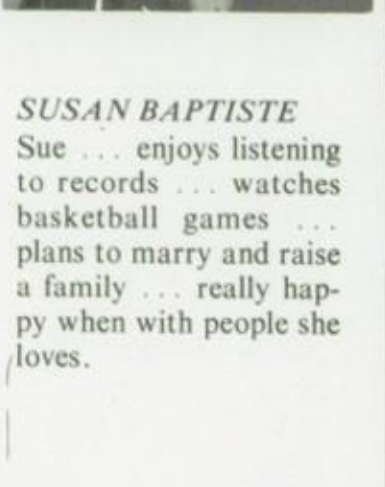 SUSAN BAPTISTE
Sue ... enjoys listening
to records ... watches
basketball games ...
plans to marry and raise
a family ... really hap-
py when with people she
loves.